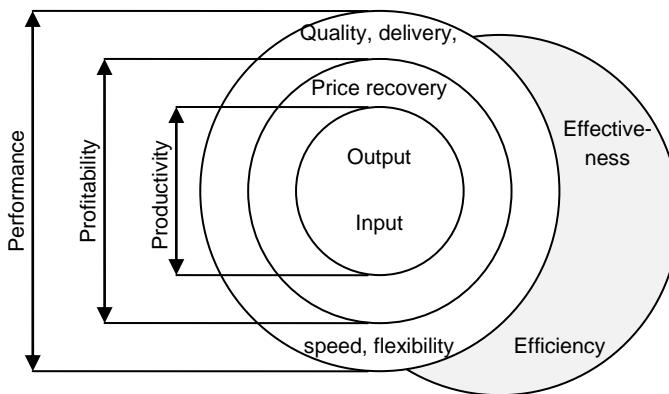 Quality, delivery,
Price recovery
Effective-
ness
Output
Input
speed, flexibility
Efficiency
Performance
Profitability
Productivity